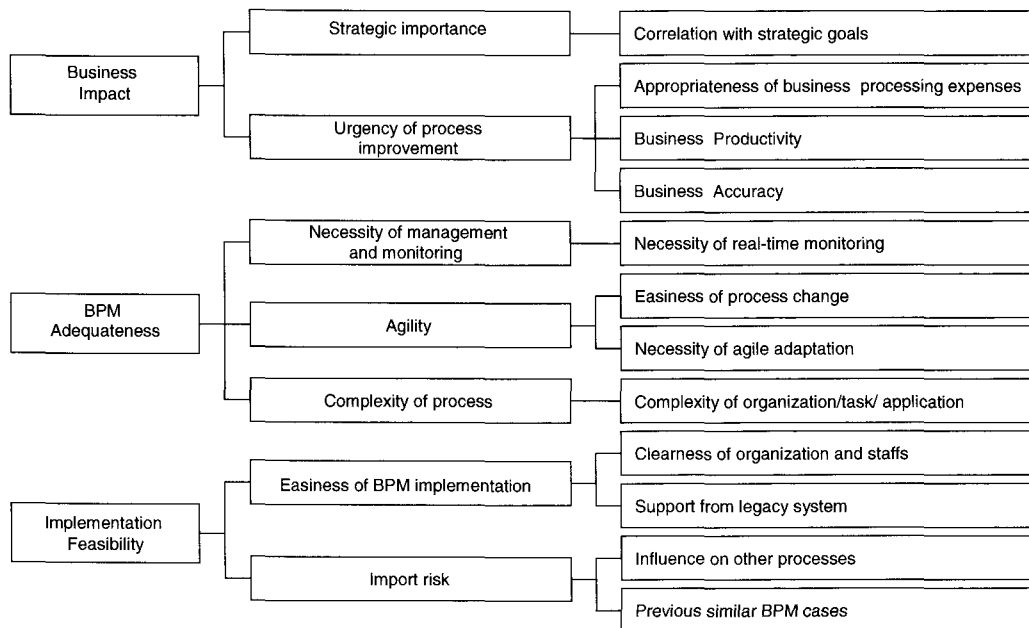 Business
Impact
Strategic importance
Correlation with strategic goals
Urgency of process
improvement
Appropriateness of business processing expenses
Business Productivity
Business Accuracy
BPM
Adequateness
Necessity of management
and monitoring
Necessity of real-time monitoring
Agility
Easiness of process change
Necessity of agile adaptation
Complexity of process
Complexity of organization/task/ application
Implementation
Feasibility
Easiness of BPM implementation
Clearness of organization and staffs
Support from legacy system
Import risk
Influence on other processes
Previous similar BPM cases